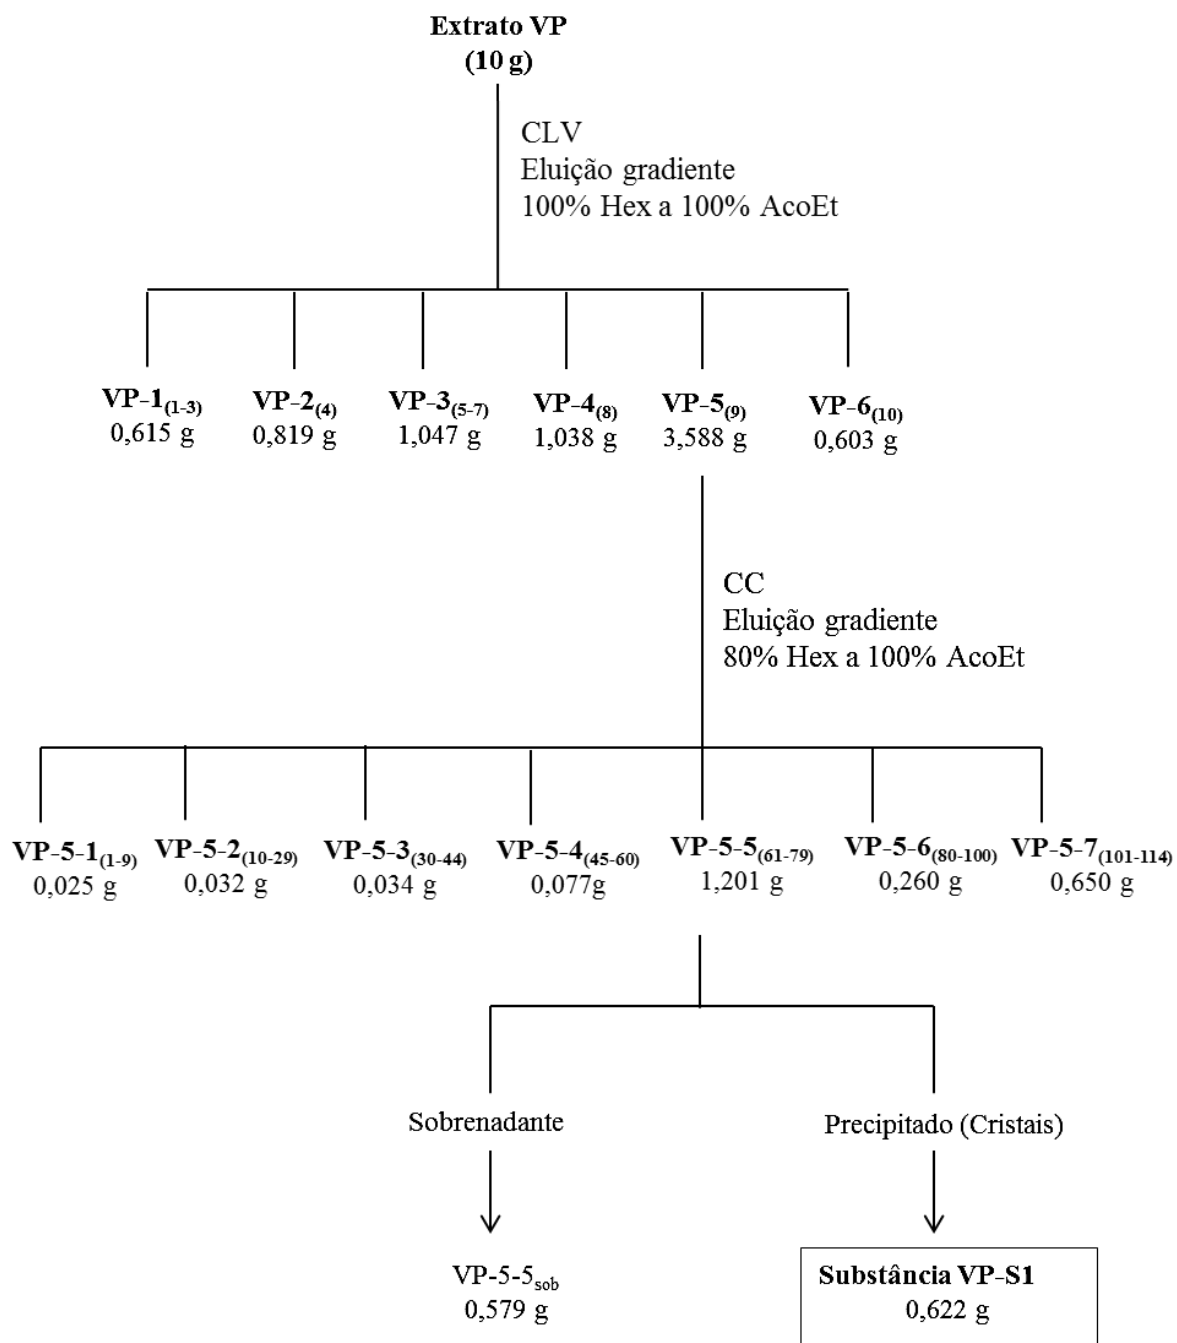 Extrato VP
(10 g)
CLV
Eluição gradiente
100% Hex a 100% AcoEt
VP-1(1-3) VP-2(4) VP-3(5-7) VP-4(8) VP-5(9) VP-6(10)
0,615 g 0,819 g 1,047 g 1,038 g 3,588 g 0,603 g
CC
Eluição gradiente
80% Hex a 100% AcoEt
VP-5-1(1-9) VP-5-2(10-29) VP-5-3(30-44) VP-5-4(45-60) VP-5-5(61-79) VP-5-6(80-100) VP-5-7(101-114)
0,025 g 0,032 g 0,034 g 0,077g 1,201 g 0,260 g 0,650 g
Sobrenadante Precipitado (Cristais)
VP-5-5sob Substância VP-S1
0,579 g 0,622 g